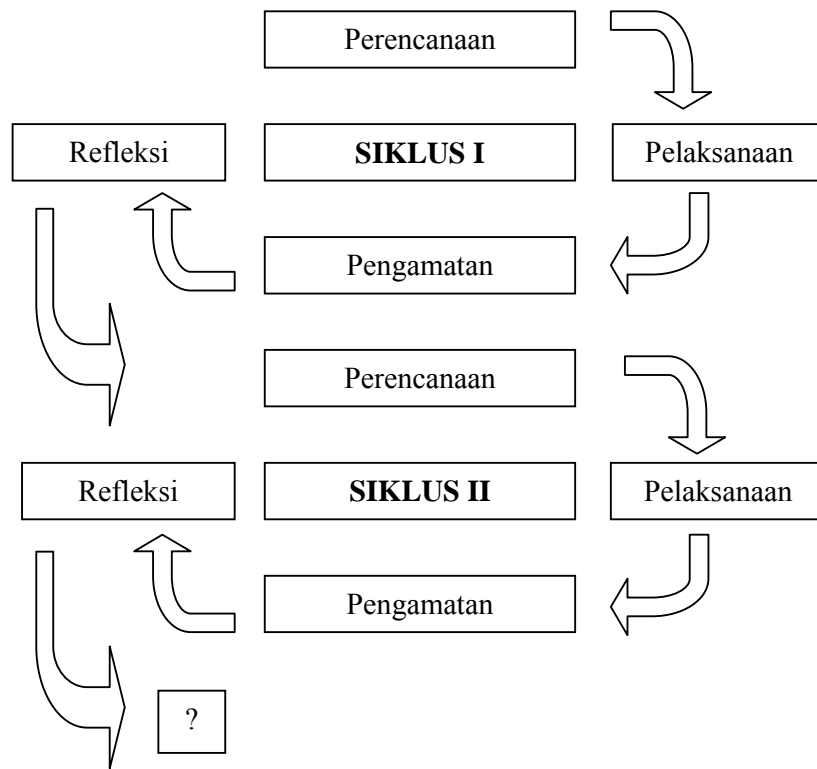 Perencanaan
Refleksi
SIKLUS I
Pelaksanaan
Pengamatan
Perencanaan
Refleksi
SIKLUS II
Pelaksanaan
Pengamatan
?